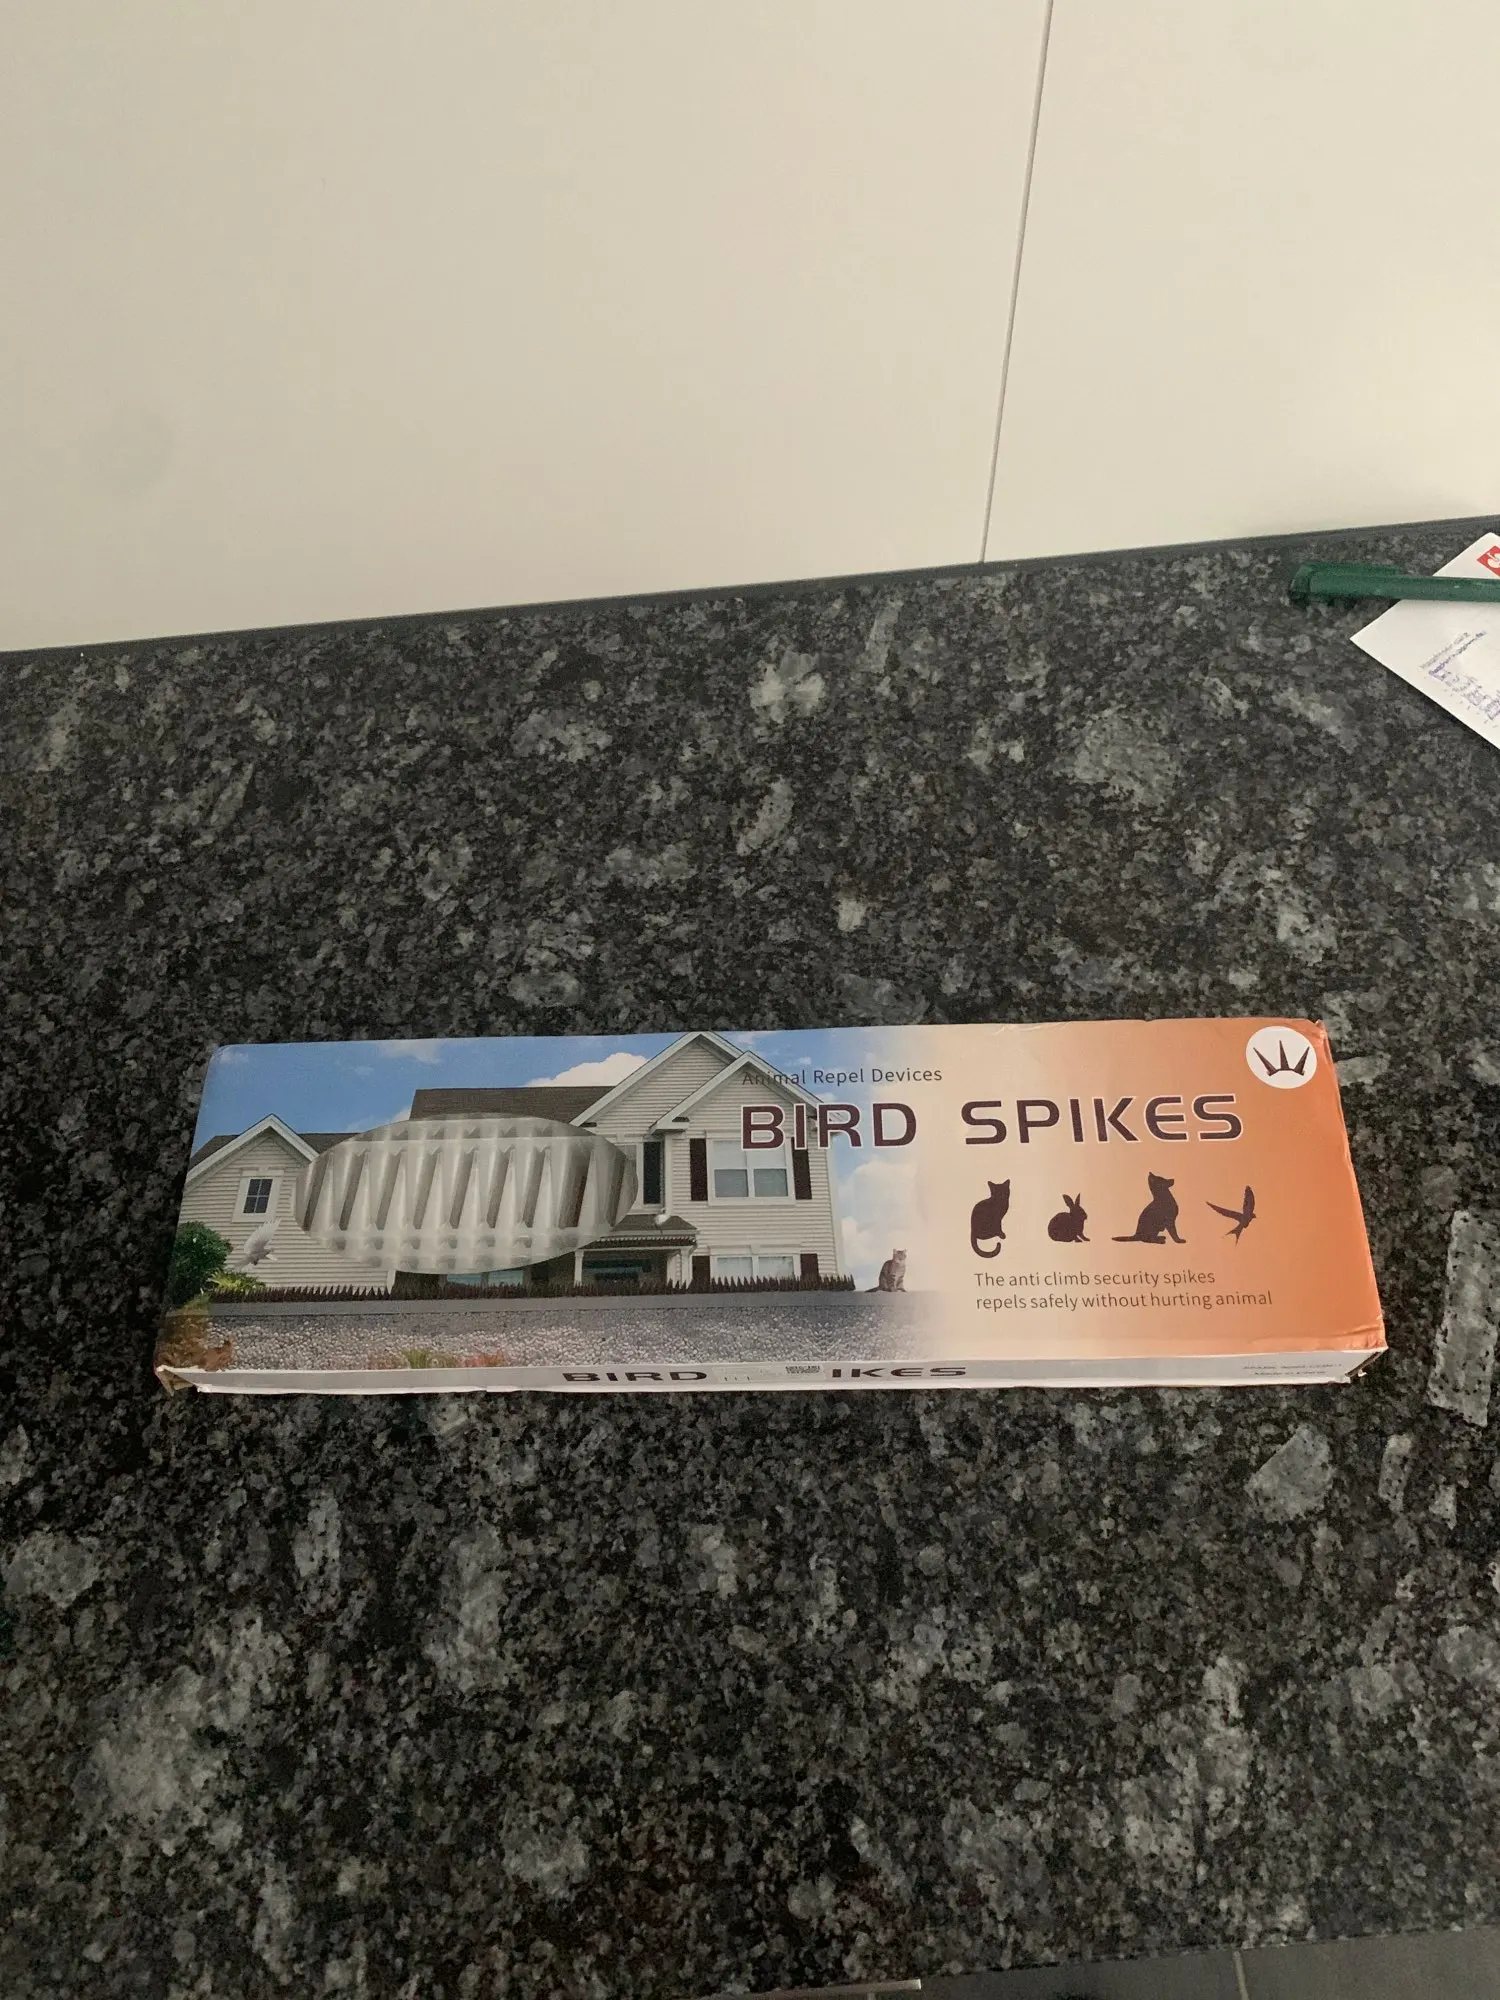 Animal Repel Devices
BIRD SPIKES
The anti climb security spikes
repels safely without hurting animal
BIRD IKES